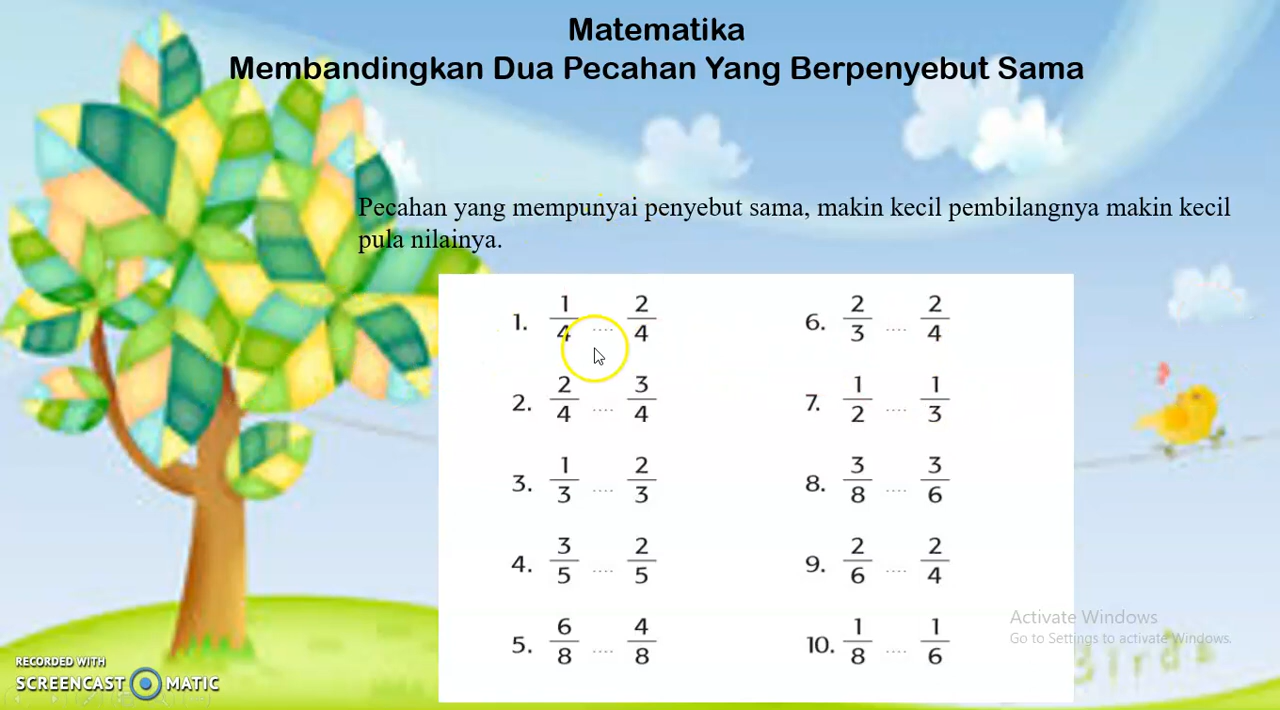 Matematika
Membandingkan Dua Pecahan Yang Berpenyebut Sama
Pecahan yang mempunyai penyebut sama, makin kecil pembilangnya makin kecil
pula nilainya.
1. 1/4 .... 2/4
2. 2/4 .... 3/4
3. 1/3 .... 2/3
4. 3/5 .... 2/5
5. 6/8 .... 4/8
6. 2/3 .... 2/4
7. 1/2 .... 1/3
8. 3/8 .... 3/6
9. 2/6 .... 2/4
10. 1/8 .... 1/6
Activate Windows
Go to Settings to activate Windows.
Birds
RECORDED WITH
SCREENCAST MATIC